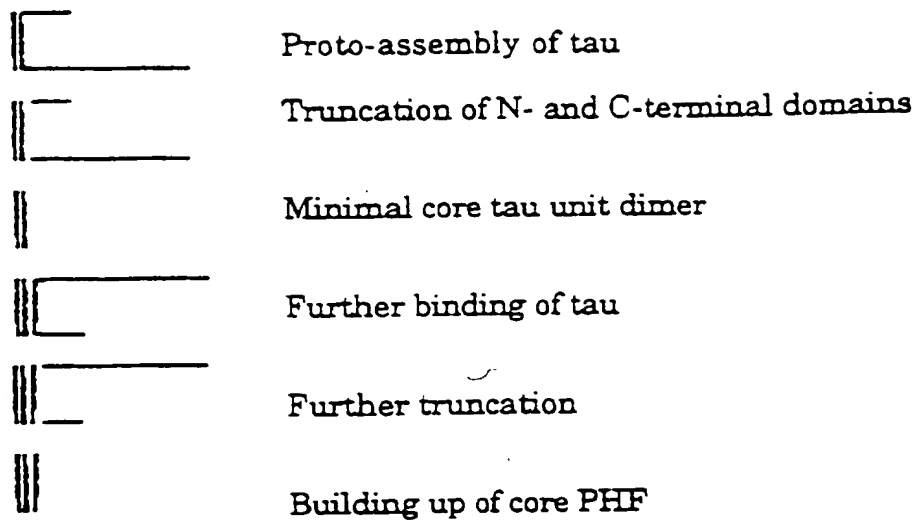 Proto-assembly of tau
Truncation of N- and C-terminal domains
Minimal core tau unit dimer
Further binding of tau
Further truncation
Building up of core PHF